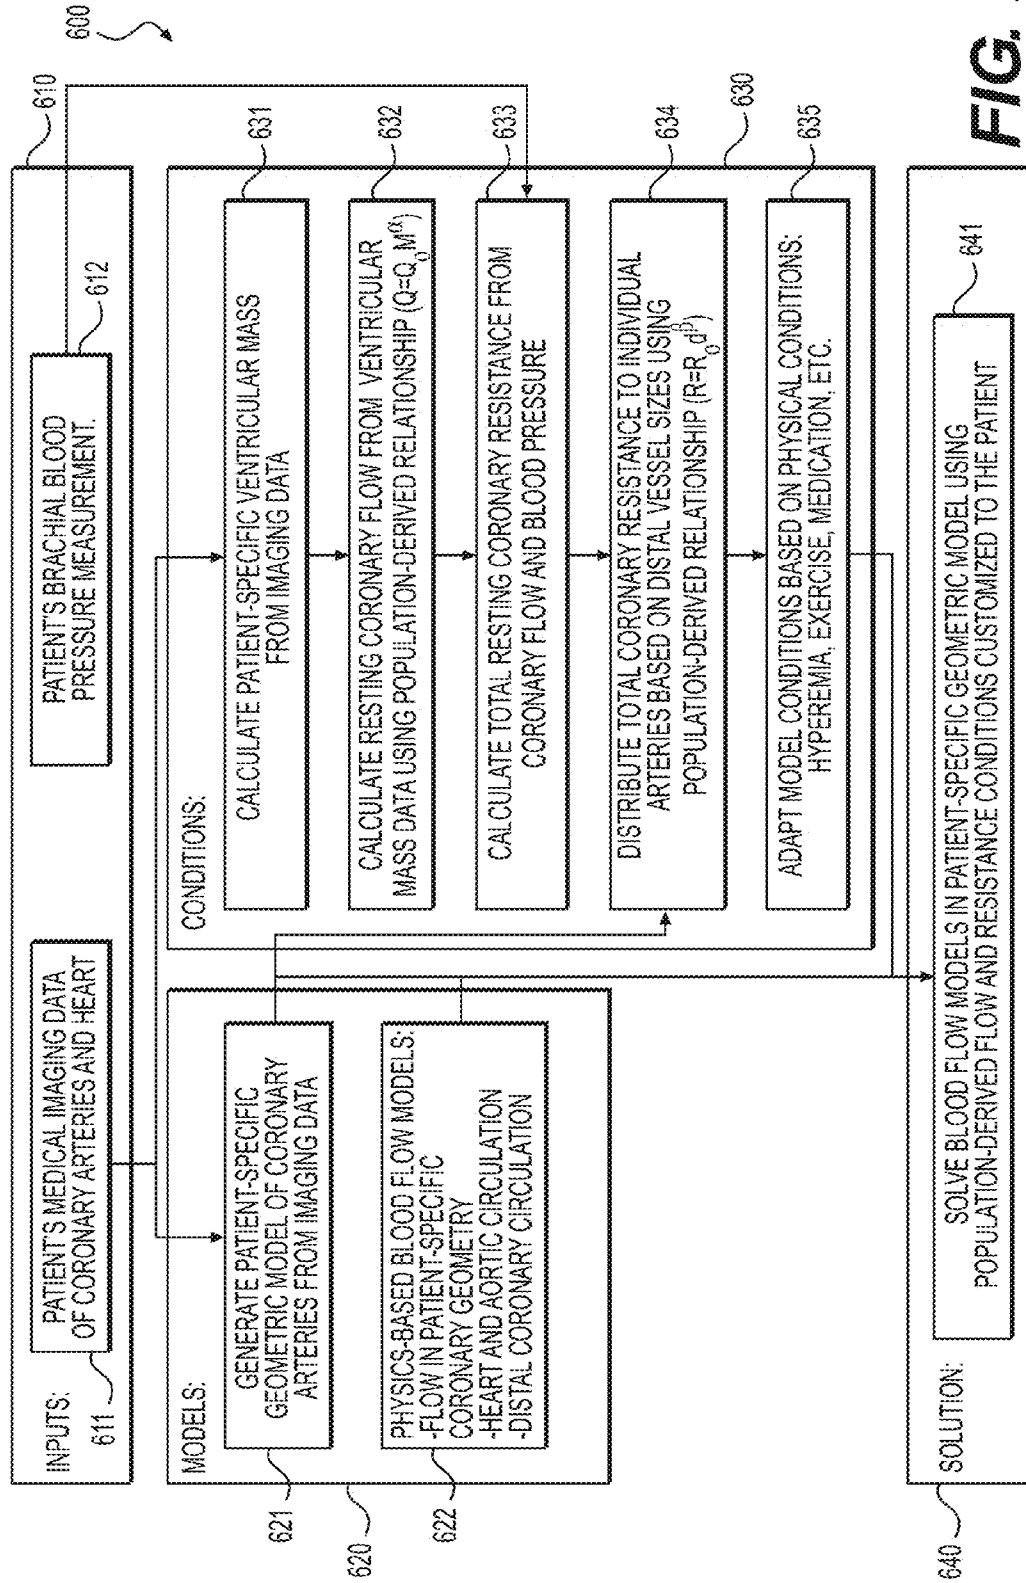 600
610
INPUTS:
PATIENT'S MEDICAL IMAGING DATA
OF CORONARY ARTERIES AND HEART
611
PATIENT'S BRACHIAL BLOOD
PRESSURE MEASUREMENT.
612
MODELS:
GENERATE PATIENT-SPECIFIC
GEOMETRIC MODEL OF CORONARY
ARTERIES FROM IMAGING DATA
621
PHYSICS-BASED BLOOD FLOW MODELS:
-FLOW IN PATIENT-SPECIFIC
CORONARY GEOMETRY
-HEART AND AORTIC CIRCULATION
-DISTAL CORONARY CIRCULATION
622
620
CONDITIONS:
CALCULATE PATIENT-SPECIFIC VENTRICULAR MASS
FROM IMAGING DATA
631
CALCULATE RESTING CORONARY FLOW FROM VENTRICULAR
MASS DATA USING POPULATION-DERIVED RELATIONSHIP (Q=Q₀M^α)
632
CALCULATE TOTAL RESTING CORONARY RESISTANCE FROM
CORONARY FLOW AND BLOOD PRESSURE
633
DISTRIBUTE TOTAL CORONARY RESISTANCE TO INDIVIDUAL
ARTERIES BASED ON DISTAL VESSEL SIZES USING
POPULATION-DERIVED RELATIONSHIP (R=R₀d^β)
634
ADAPT MODEL CONDITIONS BASED ON PHYSICAL CONDITIONS:
HYPEREMIA, EXERCISE, MEDICATION, ETC.
635
630
SOLUTION:
SOLVE BLOOD FLOW MODELS IN PATIENT-SPECIFIC GEOMETRIC MODEL USING
POPULATION-DERIVED FLOW AND RESISTANCE CONDITIONS CUSTOMIZED TO THE PATIENT
641
640
FIG.